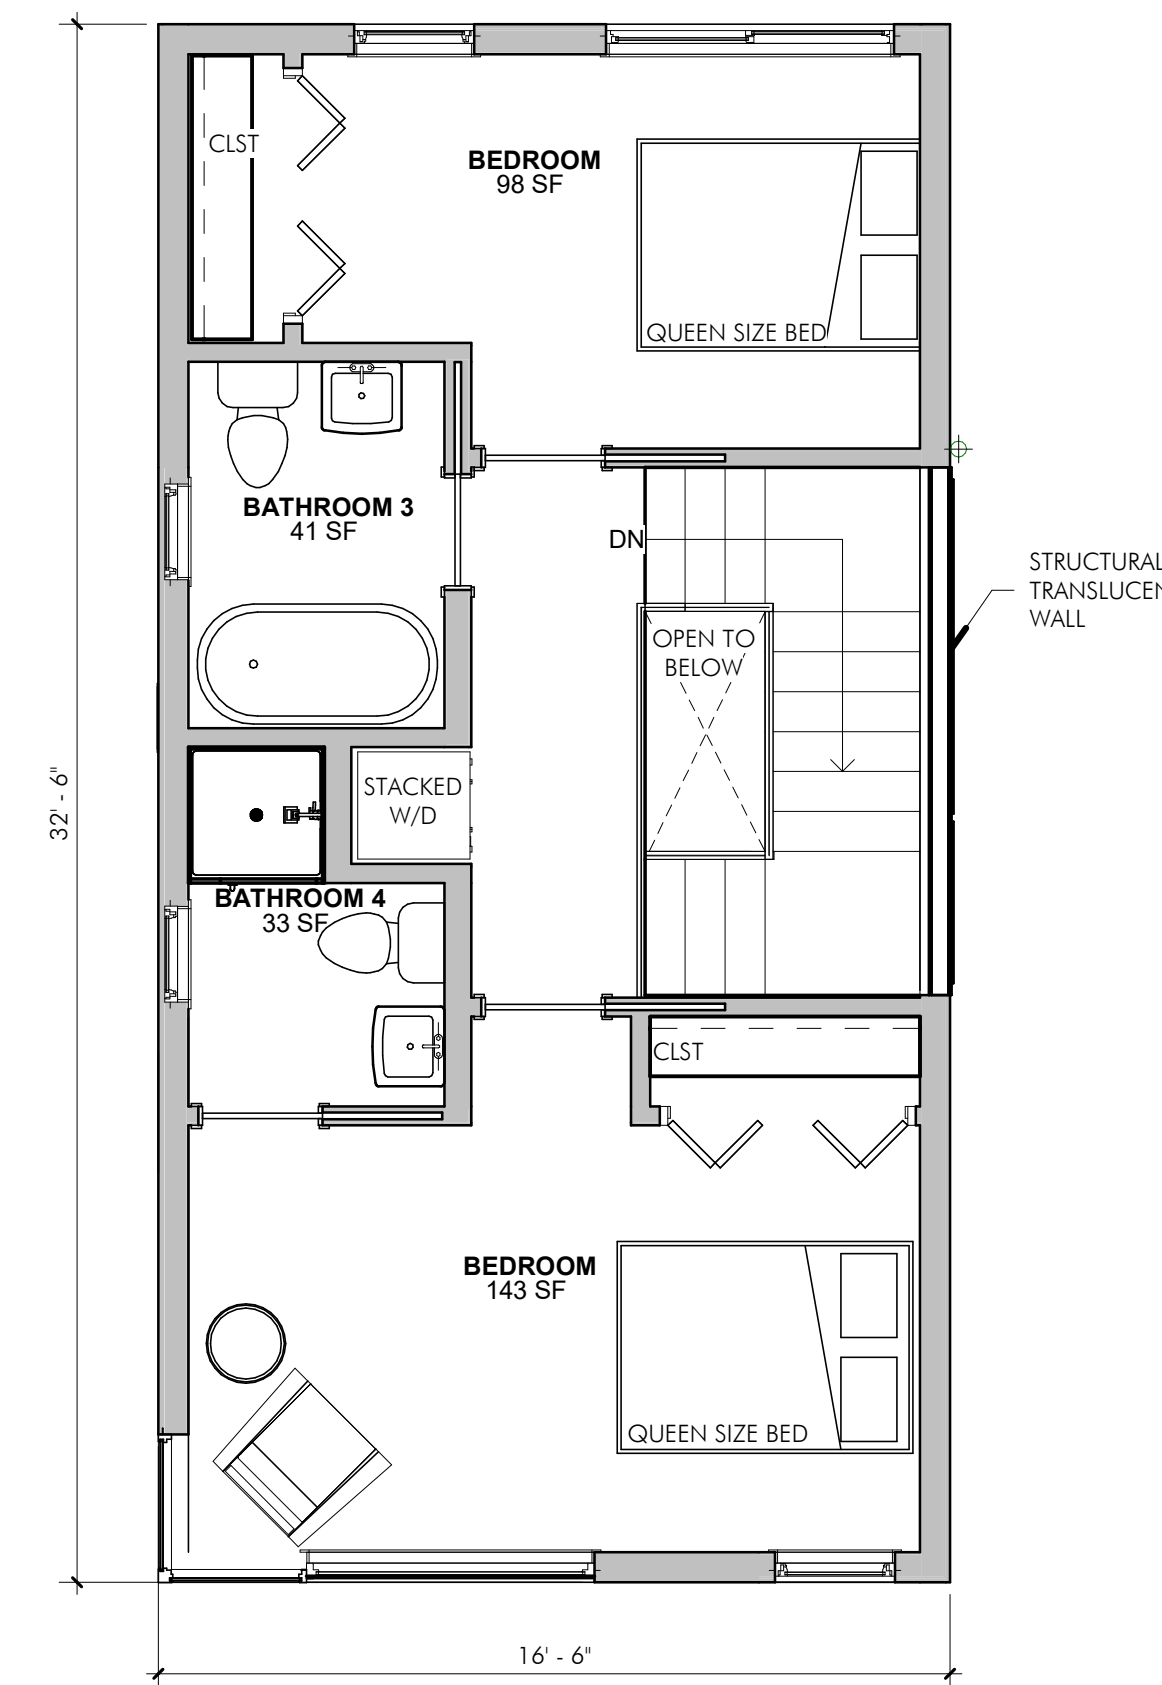 CLST
BEDROOM
98 SF
QUEEN SIZE BED
BATHROOM 3
41 SF
DN
STRUCTURAL
WALL
OPEN TO
BELOW
STACKED
W/D
32' - 6"
BATHROOM 4
33 SF
CLST
BEDROOM
143 SF
QUEEN SIZE BED
16' - 6"